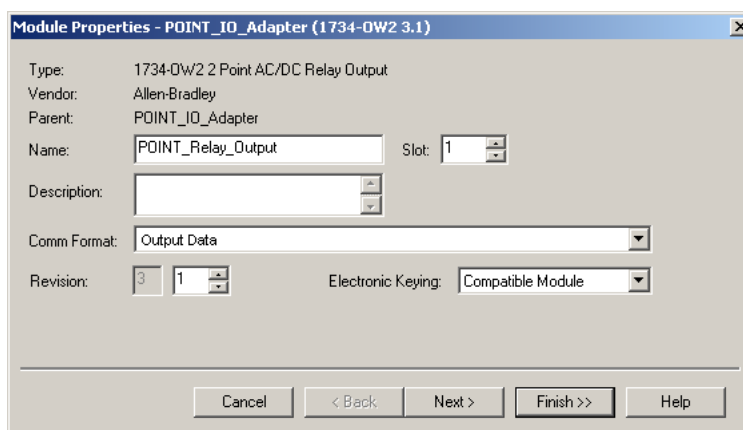 Module Properties - POINT_IO_Adapter (1734-OW2 3.1)
Type: 1734-OW2 2 Point AC/DC Relay Output
Vendor: Allen-Bradley
Parent: POINT_IO_Adapter
Name: POINT_Relay_Output Slot: 1
Description:
Comm Format: Output Data
Revision: 3 1 Electronic Keying: Compatible Module
Cancel < Back Next > Finish >> Help